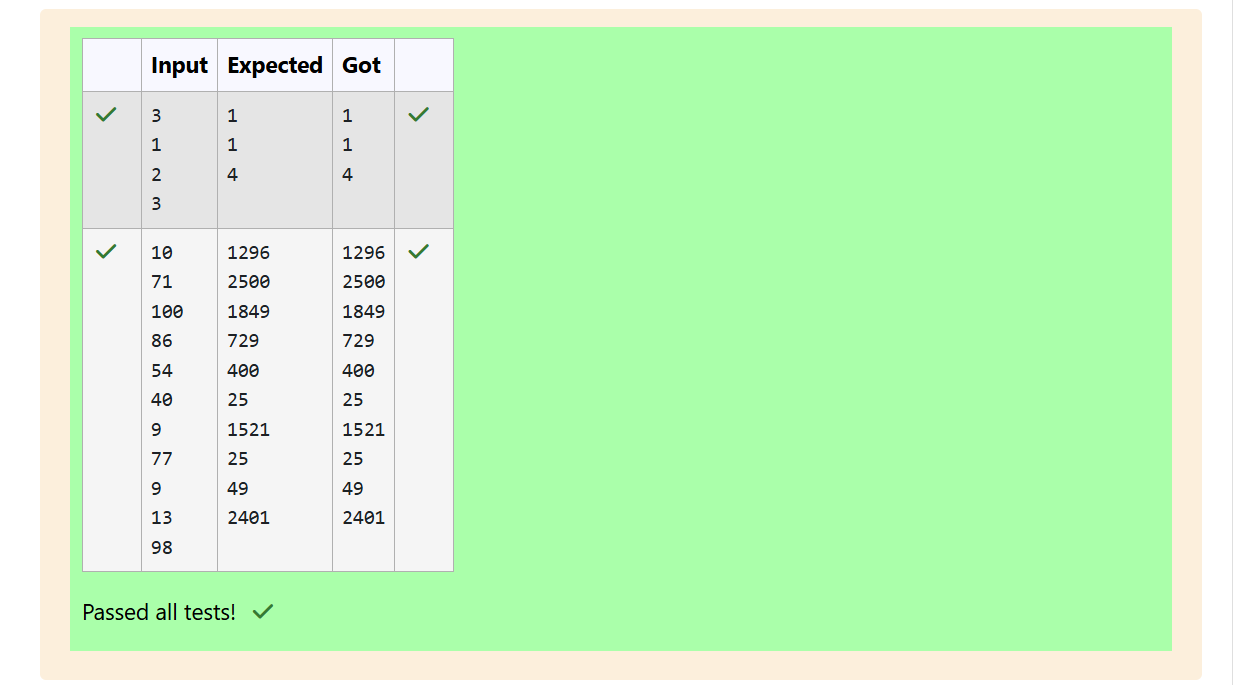 Input Expected Got
3 1 1
1 1 1
2 4 4
3
10 1296 1296
71 2500 2500
100 1849 1849
86 729 729
54 400 400
40 25 25
9 1521 1521
77 25 25
9 49 49
13 2401 2401
98
Passed all tests!